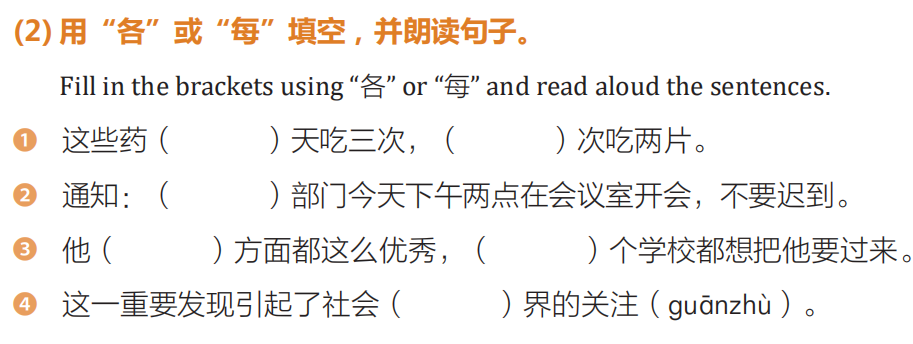 (2) 用“各”或“每”填空，并朗读句子。
Fill in the brackets using “各” or “每” and read aloud the sentences.
1 这些药（　　　）天吃三次，（　　　）次吃两片。
2 通知：（　　　）部门今天下午两点在会议室开会，不要迟到。
3 他（　　　）方面都这么优秀，（　　　）个学校都想把他要过来。
4 这一重要发现引起了社会（　　　）界的关注（guānzhù）。